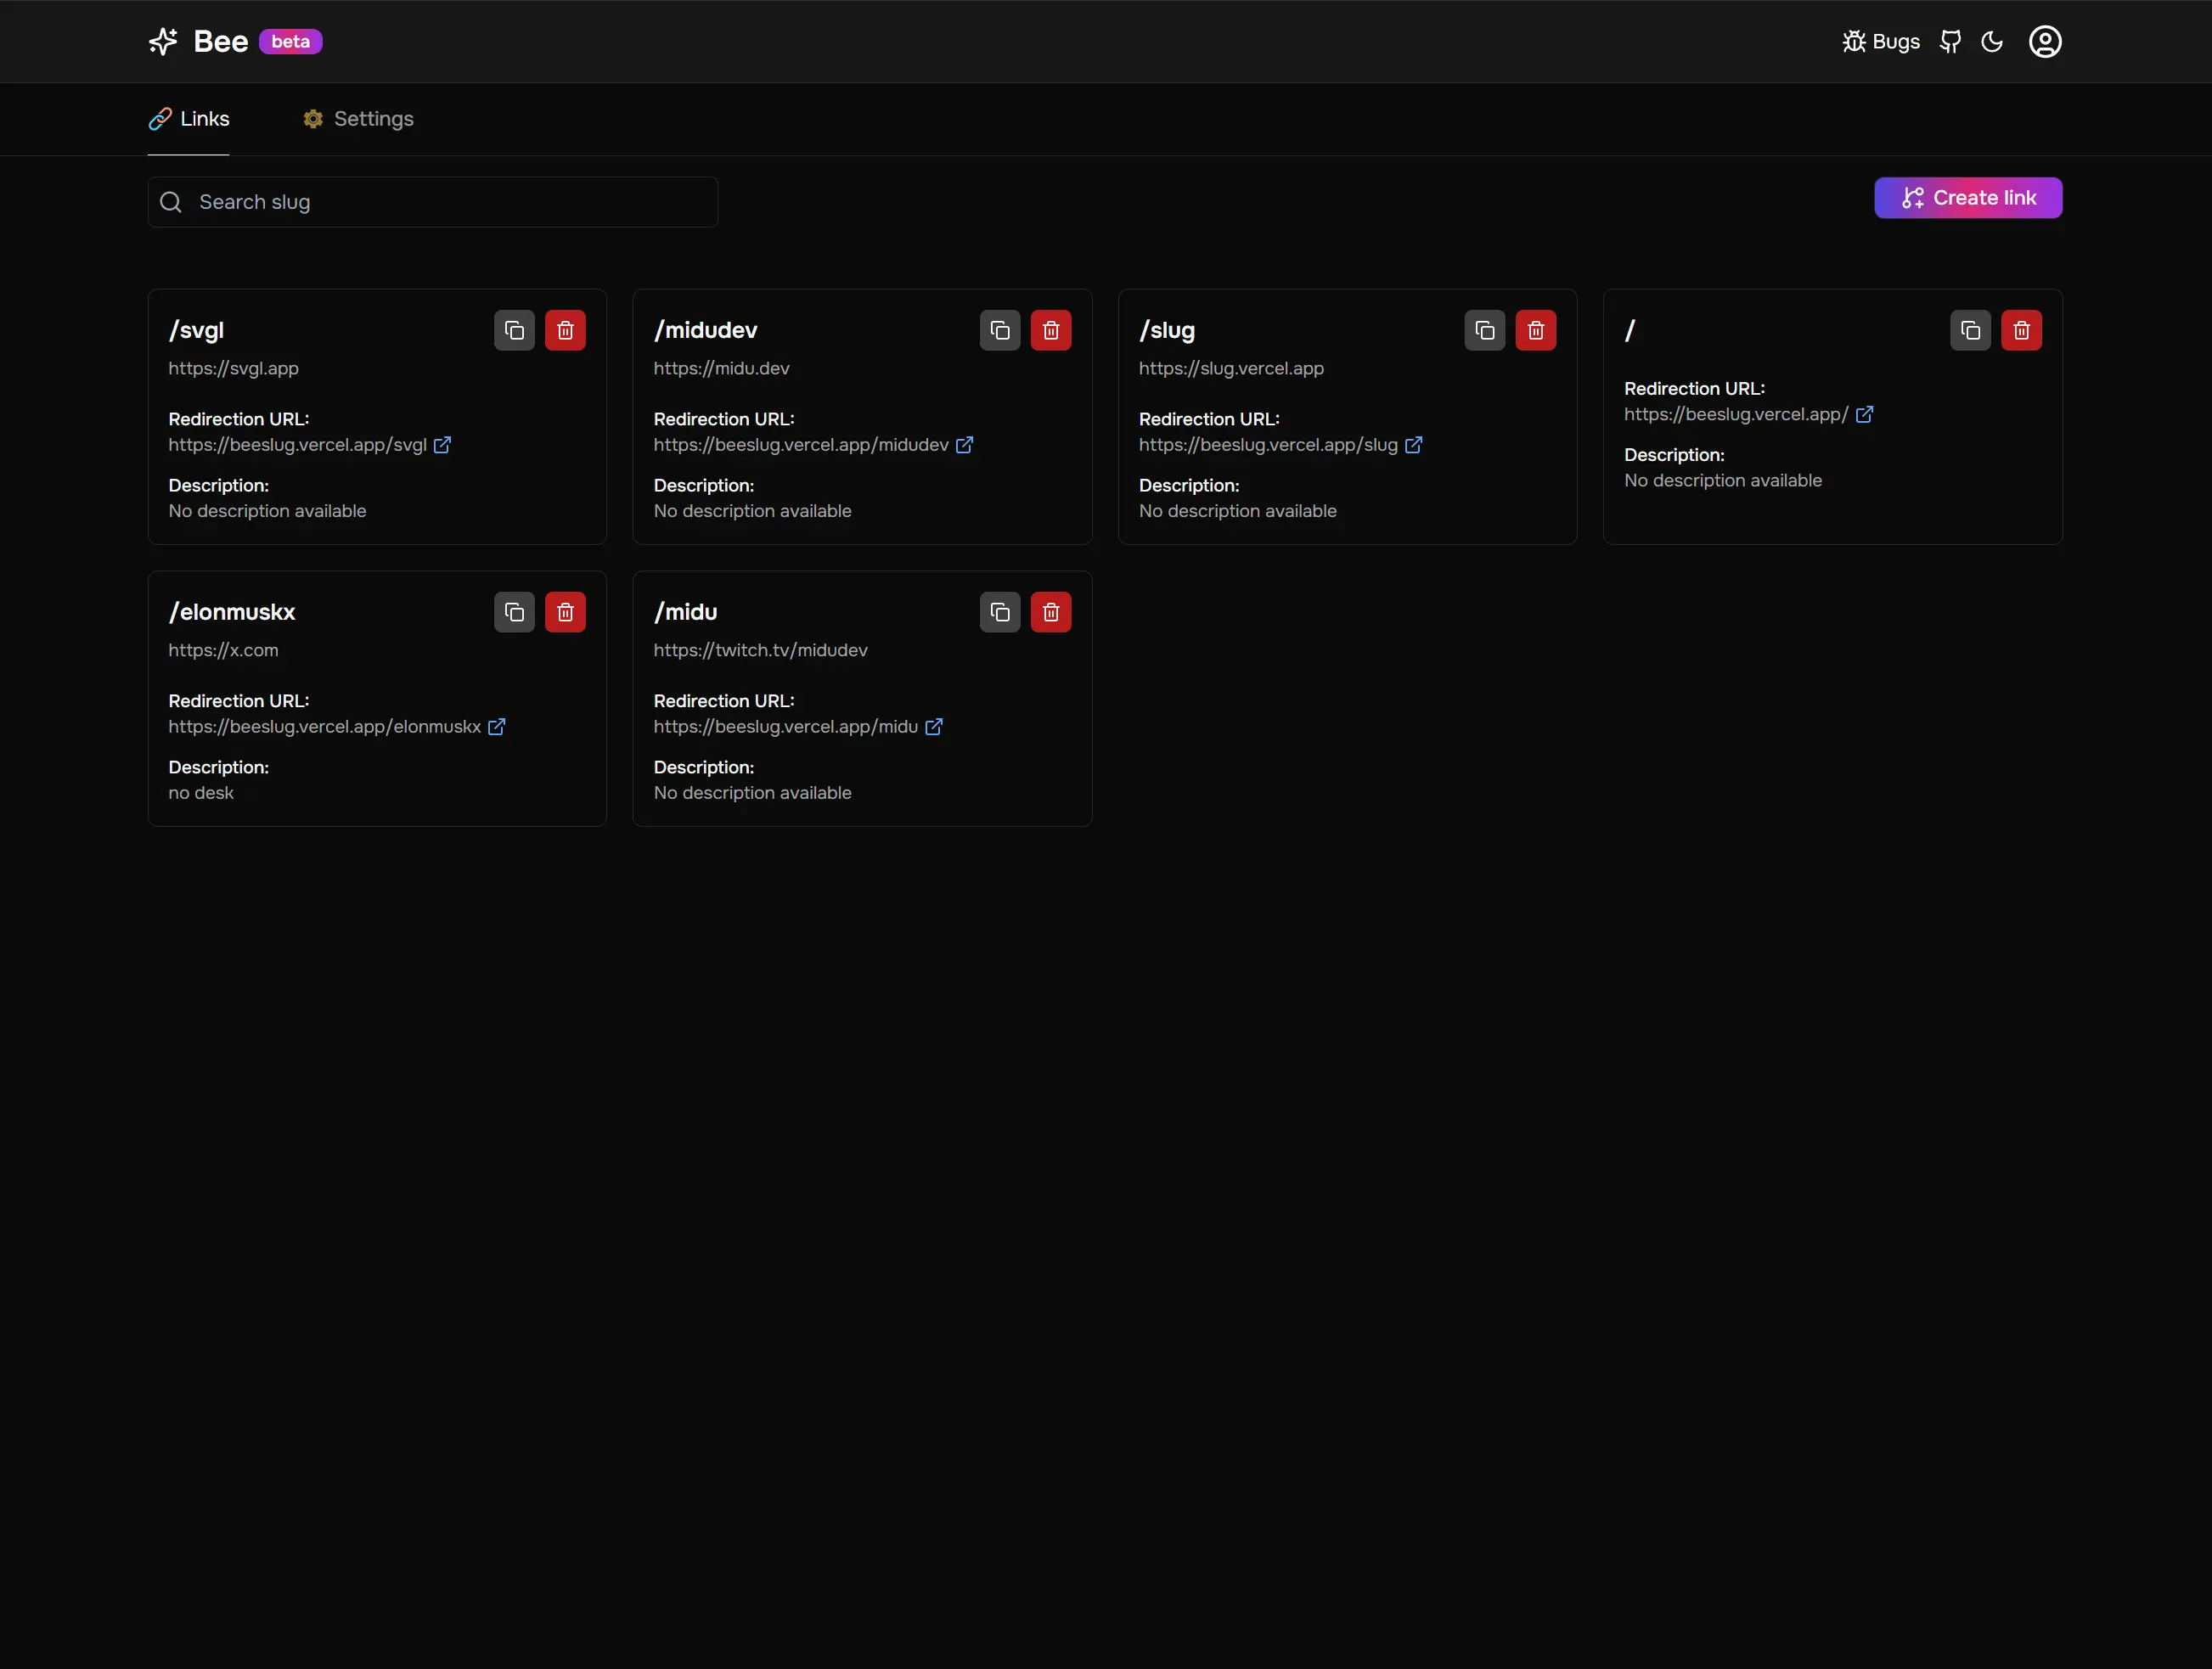 Bee beta
Bugs
Links
Settings
Search slug
Create link
/svgl
https://svgl.app
Redirection URL:
https://beeslug.vercel.app/svgl
Description:
No description available
/midudev
https://midu.dev
Redirection URL:
https://beeslug.vercel.app/midudev
Description:
No description available
/slug
https://slug.vercel.app
Redirection URL:
https://beeslug.vercel.app/slug
Description:
No description available
/
Redirection URL:
https://beeslug.vercel.app/
Description:
No description available
/elonmuskx
https://x.com
Redirection URL:
https://beeslug.vercel.app/elonmuskx
Description:
no desk
/midu
https://twitch.tv/midudev
Redirection URL:
https://beeslug.vercel.app/midu
Description:
No description available